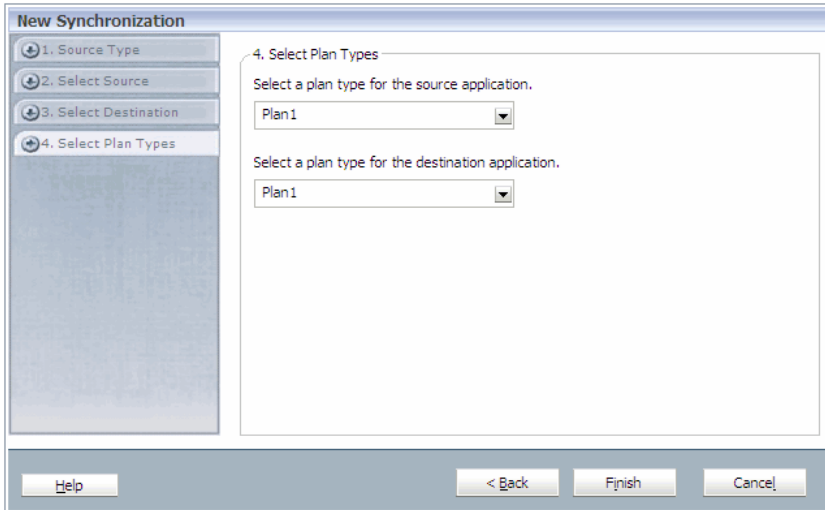 New Synchronization
1. Source Type
2. Select Source
3. Select Destination
4. Select Plan Types
4. Select Plan Types
Select a plan type for the source application.
Plan1
Select a plan type for the destination application.
Plan1
Help
< Back
Finish
Cancel